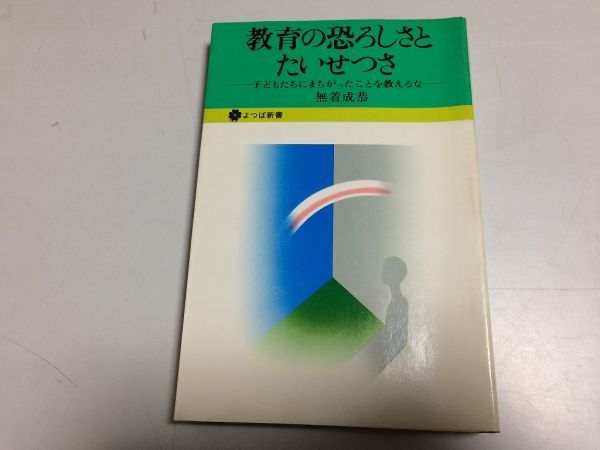 教育の恐ろしさと
たいせつさ
──子どもたちにまちがったことを教えるな──
無着成恭
よつば新書